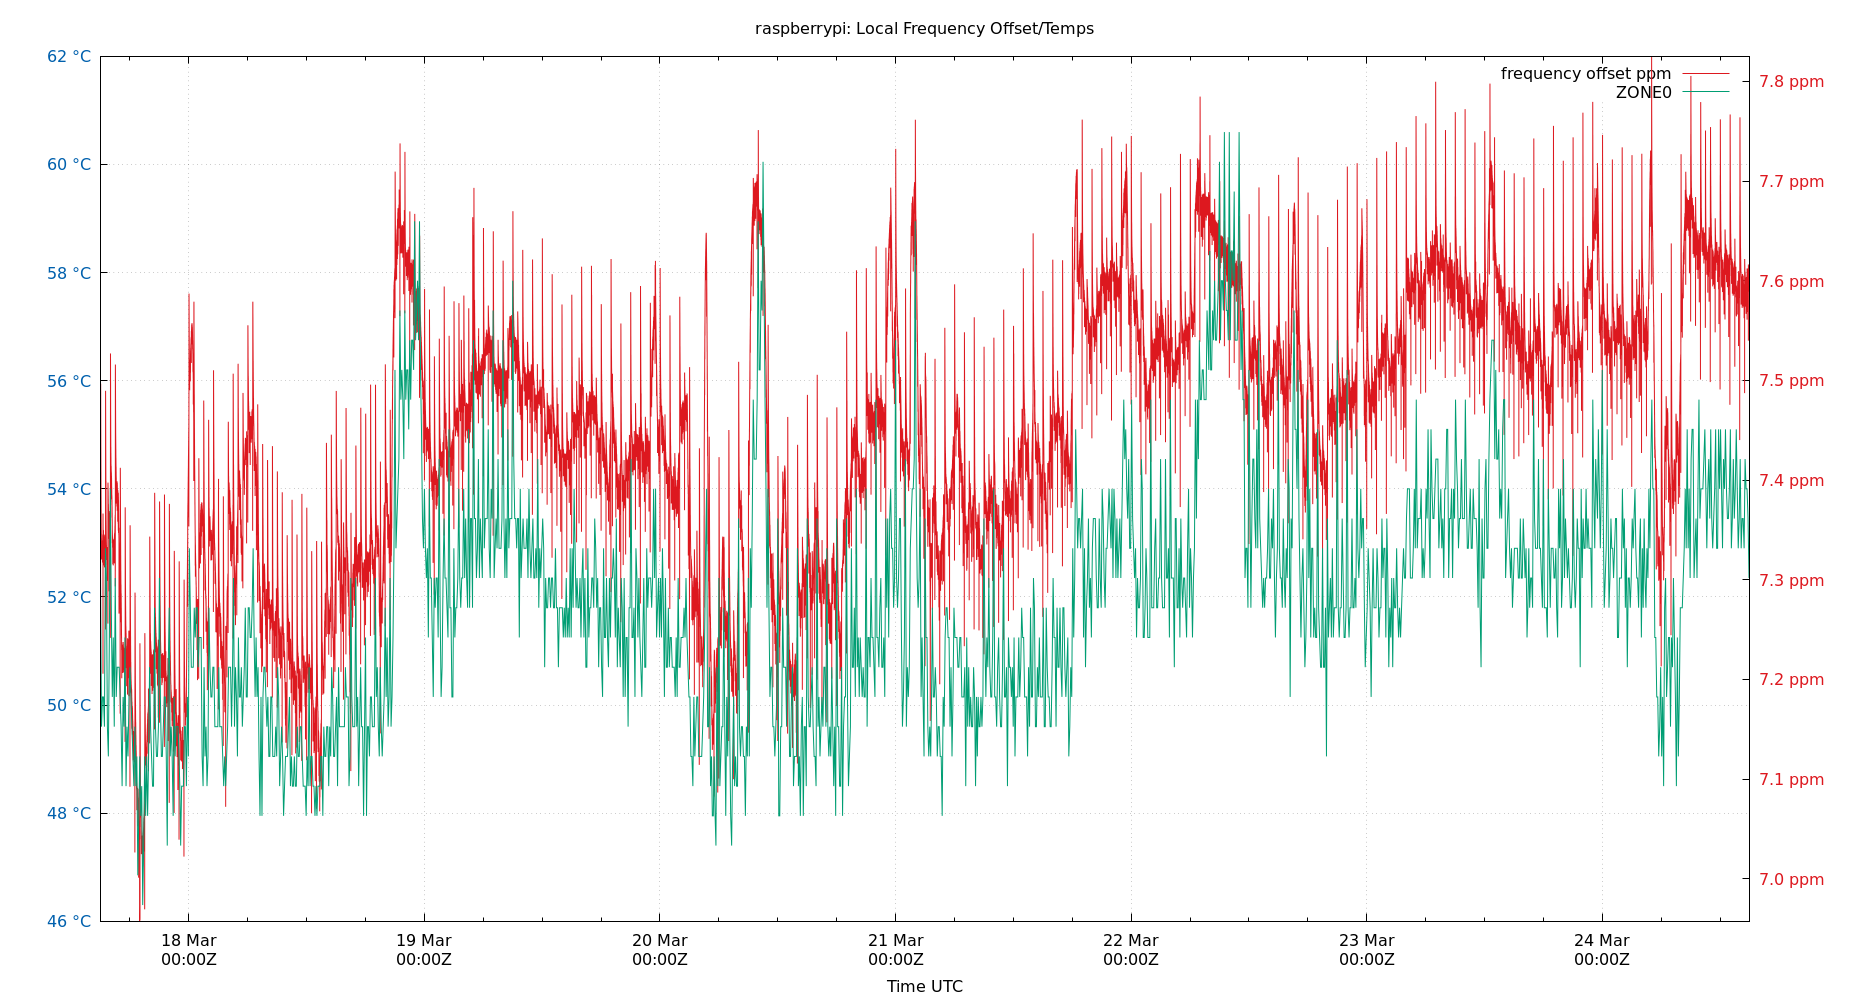 raspberrypi: Local Frequency Offset/Temps
frequency offset ppm
ZONE0
62 °C
60 °C
58 °C
56 °C
54 °C
52 °C
50 °C
48 °C
46 °C
7.8 ppm
7.7 ppm
7.6 ppm
7.5 ppm
7.4 ppm
7.3 ppm
7.2 ppm
7.1 ppm
7.0 ppm
18 Mar
00:00Z
19 Mar
00:00Z
20 Mar
00:00Z
21 Mar
00:00Z
22 Mar
00:00Z
23 Mar
00:00Z
24 Mar
00:00Z
Time UTC